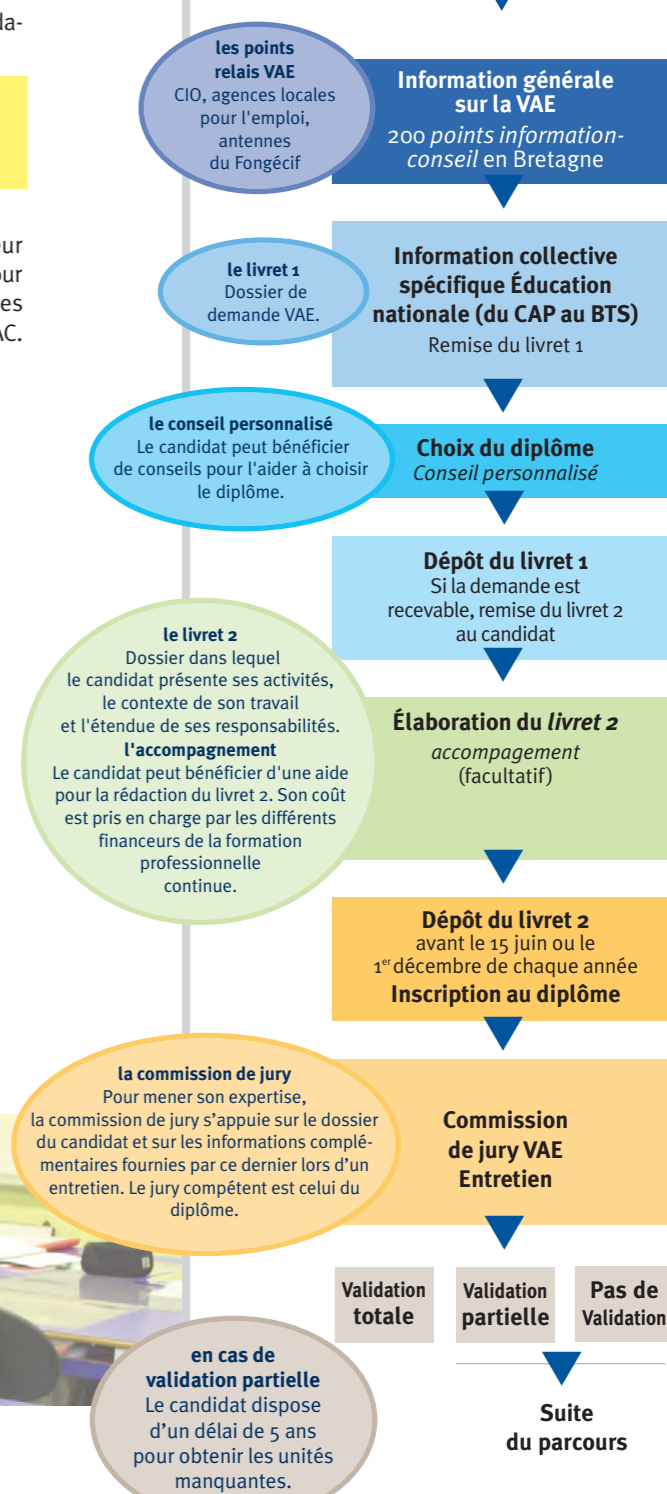 da-
eur
our
es
AC.
les points
relais VAE
CIO, agences locales
pour l'emploi,
antennes
du Fongécif
Information générale
sur la VAE
200 points information-
conseil en Bretagne
le livret 1
Dossier de
demande VAE.
Information collective
spécifique Éducation
nationale (du CAP au BTS)
Remise du livret 1
le conseil personnalisé
Le candidat peut bénéficier
de conseils pour l'aider à choisir
le diplôme.
Choix du diplôme
Conseil personnalisé
Dépôt du livret 1
Si la demande est
recevable, remise du livret 2
au candidat
le livret 2
Dossier dans lequel
le candidat présente ses activités,
le contexte de son travail
et l'étendue de ses responsabilités.
l'accompagnement
Le candidat peut bénéficier d'une aide
pour la rédaction du livret 2. Son coût
est pris en charge par les différents
financeurs de la formation
professionnelle
continue.
Élaboration du livret 2
accompagement
(facultatif)
Dépôt du livret 2
avant le 15 juin ou le
1er décembre de chaque année
Inscription au diplôme
la commission de jury
Pour mener son expertise,
la commission de jury s’appuie sur le dossier
du candidat et sur les informations complé-
mentaires fournies par ce dernier lors d’un
entretien. Le jury compétent est celui du
diplôme.
Commission
de jury VAE
Entretien
Validation
totale
Validation
partielle
Pas de
Validation
en cas de
validation partielle
Le candidat dispose
d’un délai de 5 ans
pour obtenir les unités
manquantes.
Suite
du parcours